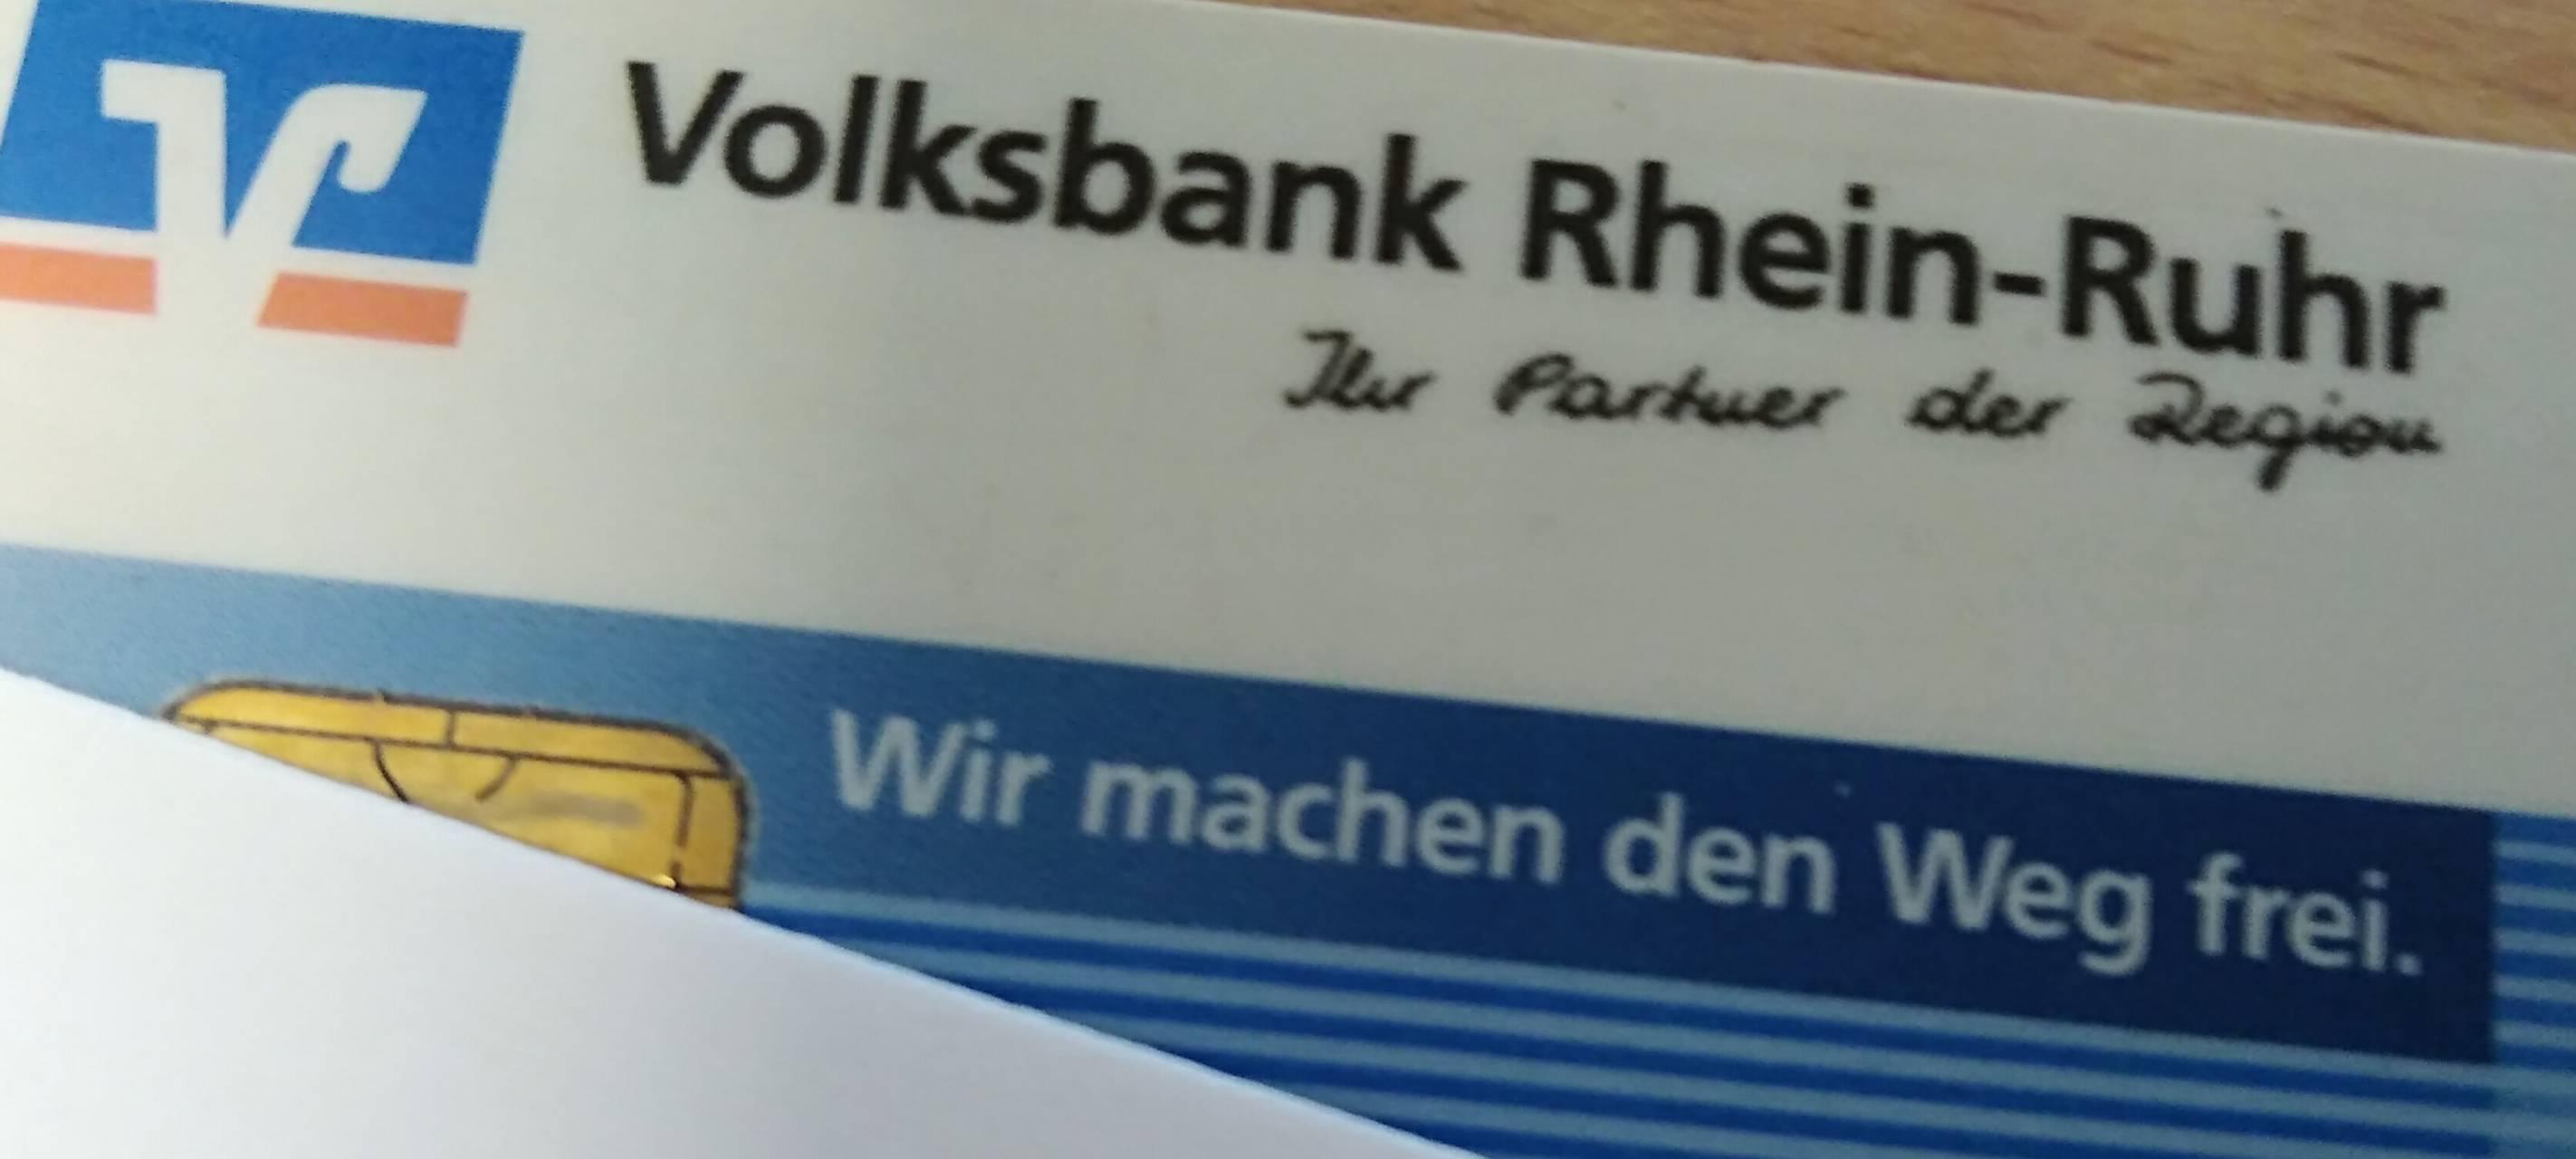 Volksbank Rhein-Ruhr
Ihr Partner der Region
Wir machen den Weg frei.